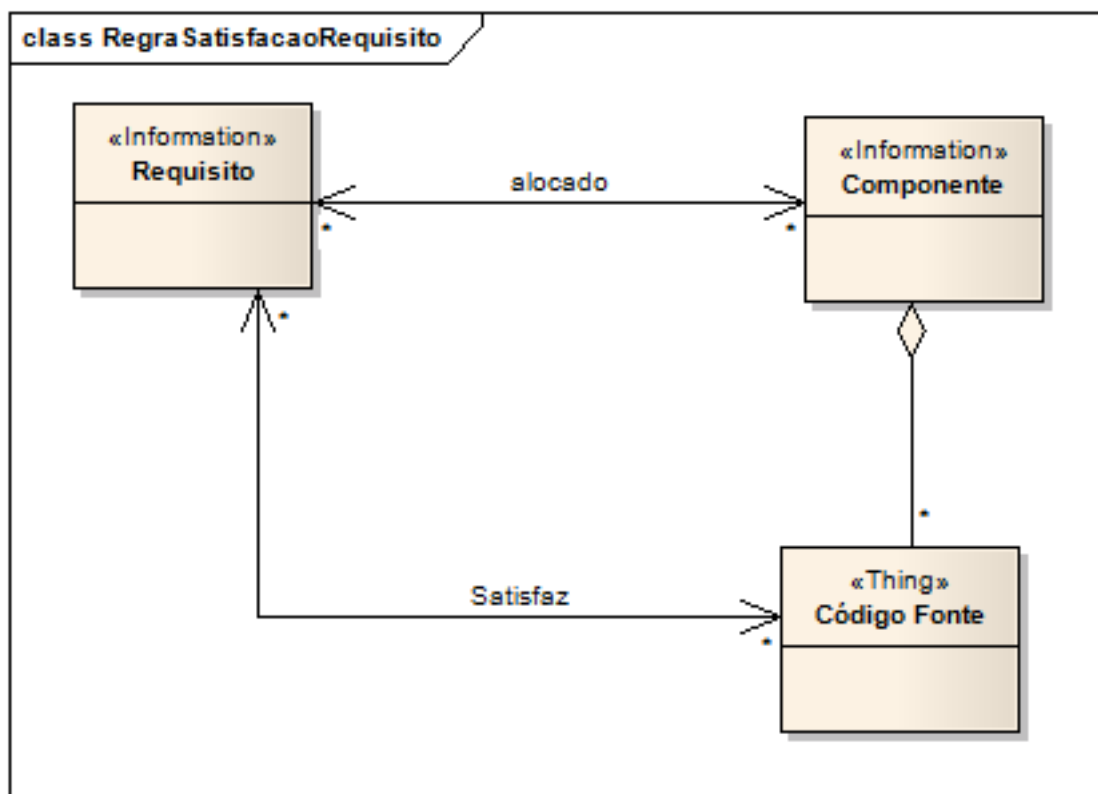 class RegraSatisfacaoRequisito
«Information»
Requisito
«Information»
Componente
alocado
*
*
*
*
Satisfaz
*
«Thing»
Código Fonte